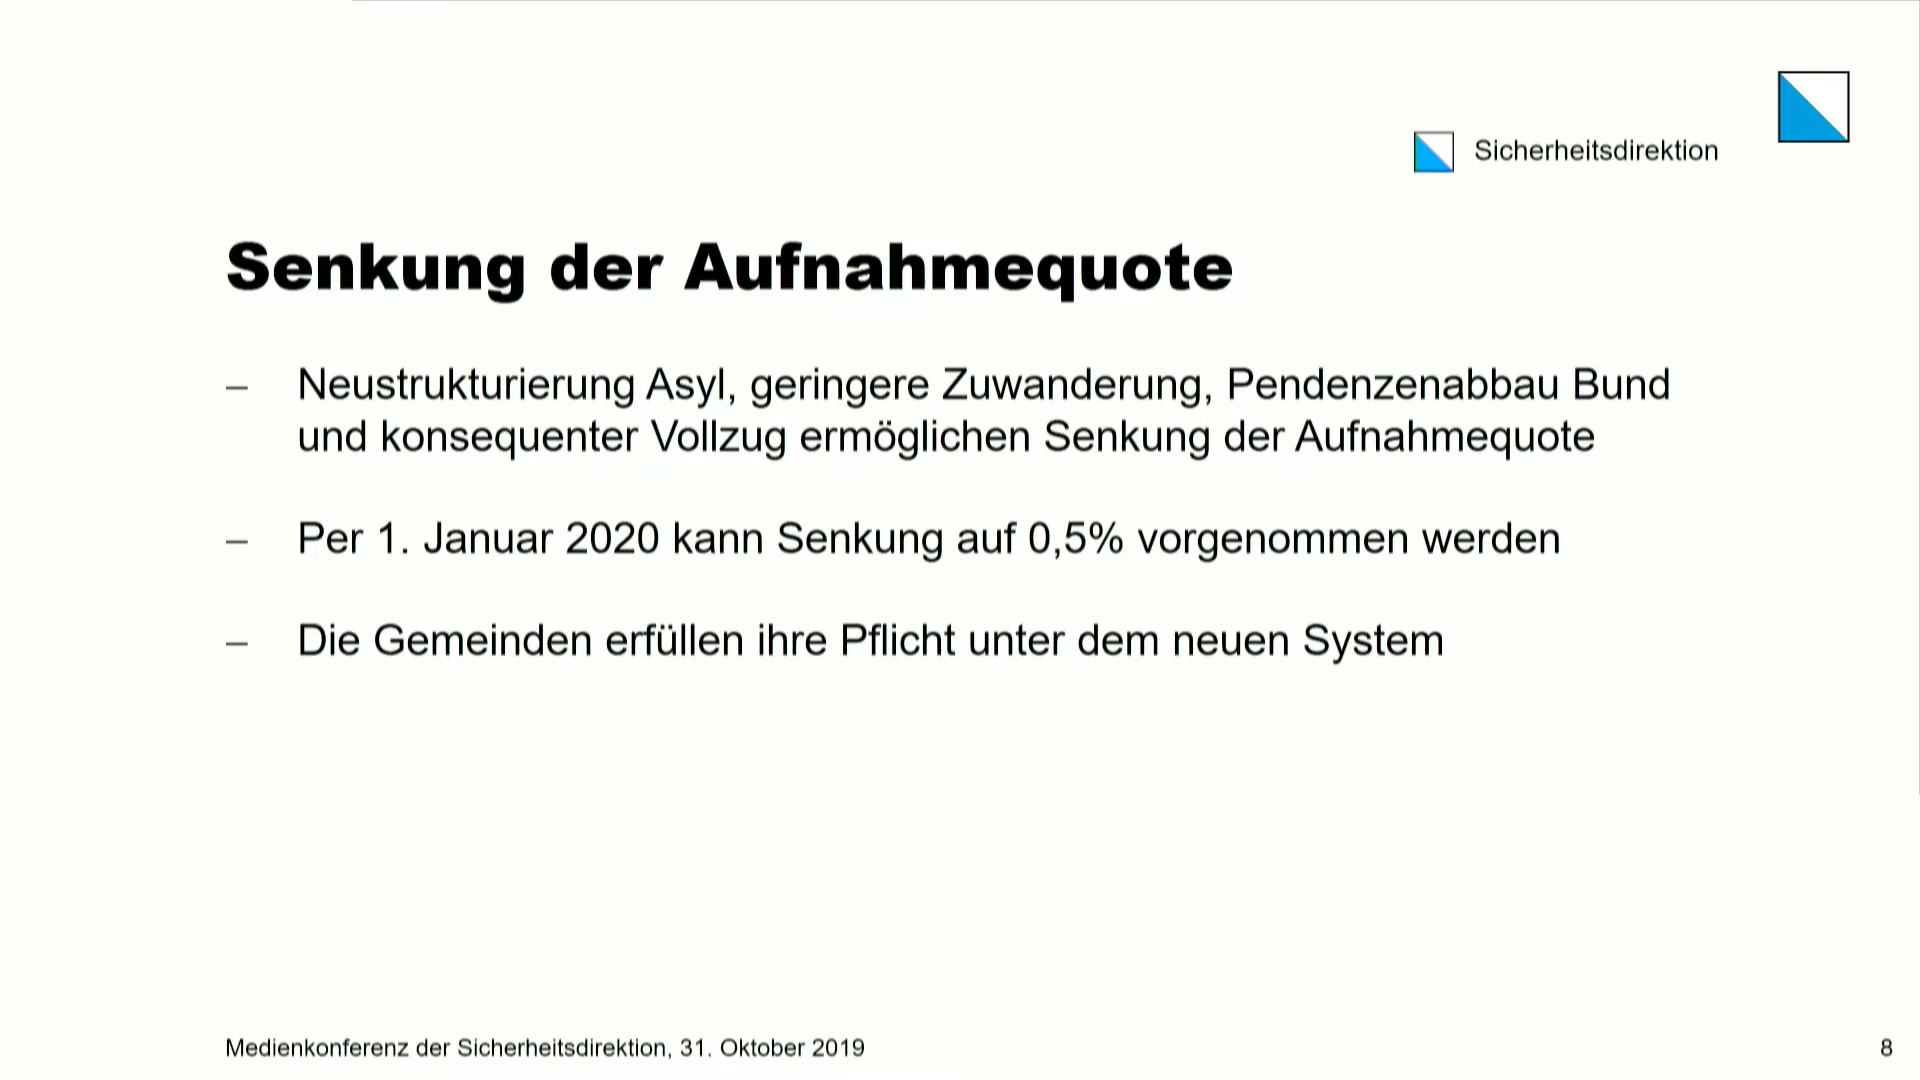 Sicherheitsdirektion
Senkung der Aufnahmequote
– Neustrukturierung Asyl, geringere Zuwanderung, Pendenzenabbau Bund
und konsequenter Vollzug ermöglichen Senkung der Aufnahmequote
– Per 1. Januar 2020 kann Senkung auf 0,5% vorgenommen werden
– Die Gemeinden erfüllen ihre Pflicht unter dem neuen System
Medienkonferenz der Sicherheitsdirektion, 31. Oktober 2019
8